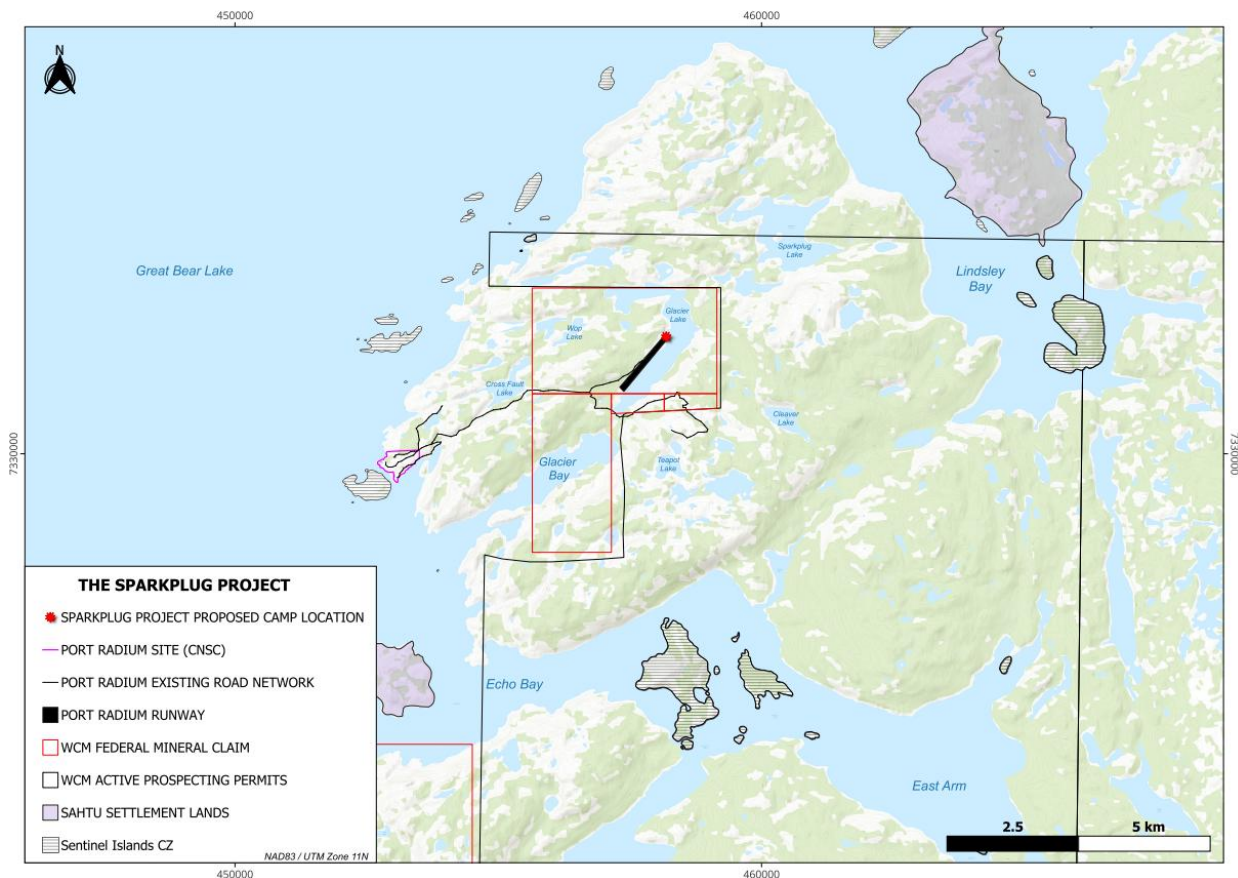 450000
460000
N
Great Bear Lake
Sparkplug
Lake
Lindsley
Bay
Glacier
Lake
Wop
Lake
Cross Fault
Lake
Cleaver
Lake
7330000
7330000
Glacier
Bay
Teapot
Lake
Echo Bay
East Arm
THE SPARKPLUG PROJECT
SPARKPLUG PROJECT PROPOSED CAMP LOCATION
PORT RADIUM SITE (CNSC)
PORT RADIUM EXISTING ROAD NETWORK
PORT RADIUM RUNWAY
WCM FEDERAL MINERAL CLAIM
WCM ACTIVE PROSPECTING PERMITS
SAHTU SETTLEMENT LANDS
Sentinel Islands CZ
NAD83 / UTM Zone 11N
2.5 5 km
450000
460000